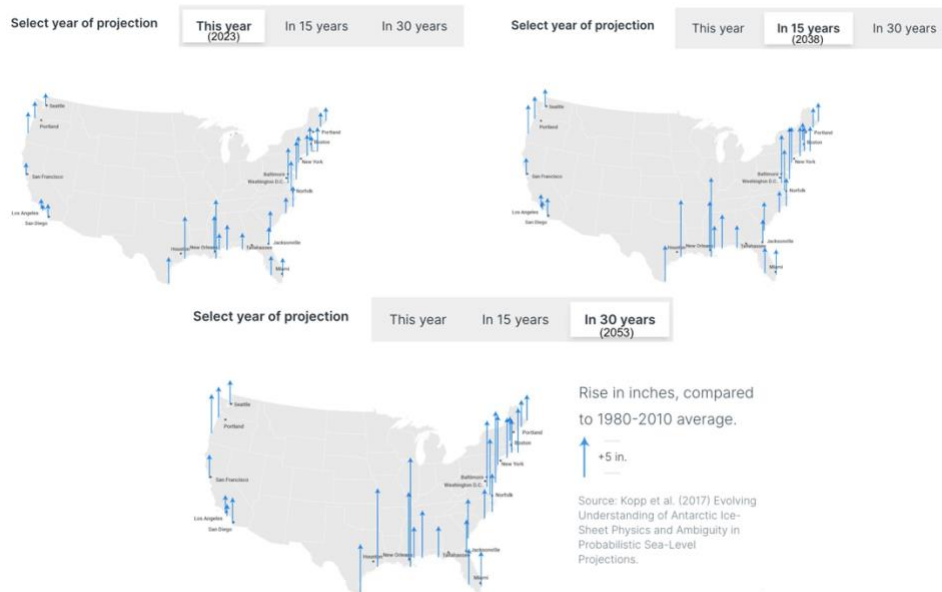 Select year of projection This year In 15 years In 30 years
(2023)
Select year of projection This year In 15 years In 30 years
(2038)
Seattle
Portland
Portland
Boston
New York
Baltimore
Washington D.C.
San Francisco
Norfolk
Los Angeles
San Diego
Jacksonville
Houston New Orleans Tallahassee
Miami
Seattle
Portland
Portland
Boston
New York
Baltimore
Washington D.C.
San Francisco
Norfolk
Los Angeles
San Diego
Jacksonville
Houston New Orleans Tallahassee
Miami
Select year of projection This year In 15 years In 30 years
(2053)
Seattle
Portland
Portland
Boston
New York
Baltimore
Washington D.C.
San Francisco
Norfolk
Los Angeles
San Diego
Jacksonville
Houston New Orleans Tallahassee
Miami
Rise in inches, compared
to 1980-2010 average.
+5 in.
Source: Kopp et al. (2017) Evolving
Understanding of Antarctic Ice-
Sheet Physics and Ambiguity in
Probabilistic Sea-Level
Projections.